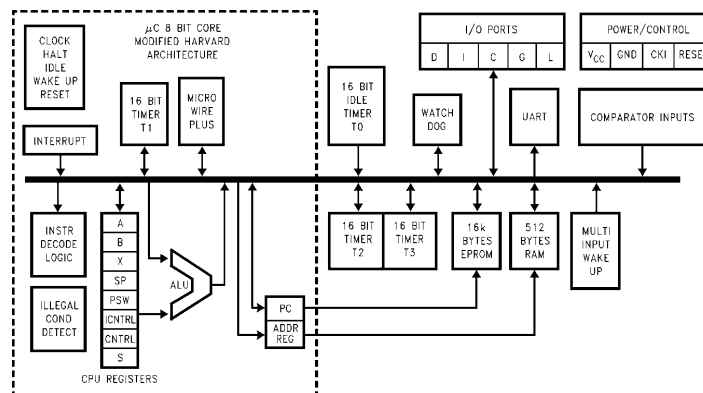 CLOCK
HALT
IDLE
WAKE UP
RESET
μC 8 BIT CORE
MODIFIED HARVARD
ARCHITECTURE
I/O PORTS
D I C G L
POWER/CONTROL
VCC GND CKI RESET
INTERRUPT
16 BIT
TIMER
T1
MICRO
WIRE
PLUS
16 BIT
IDLE
TIMER
T0
WATCH
DOG
UART
COMPARATOR INPUTS
INSTR
DECODE
LOGIC
ILLEGAL
COND
DETECT
A
B
X
SP
PSW
ICNTRL
CNTRL
S
CPU REGISTERS
ALU
PC
ADDR
REG
16 BIT
TIMER
T2
16 BIT
TIMER
T3
16k
BYTES
EPROM
512
BYTES
RAM
MULTI
INPUT
WAKE
UP